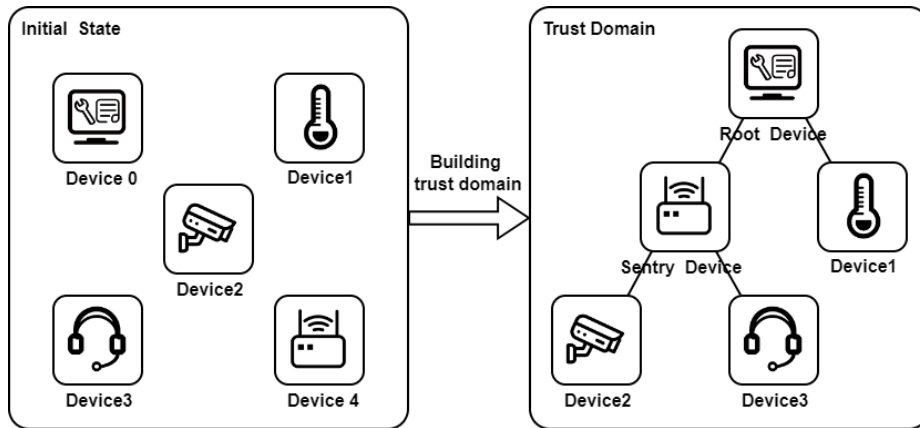 Initial State
Device 0
Device1
Device2
Device3
Device 4
Building
trust domain
Trust Domain
Root Device
Sentry Device
Device1
Device2
Device3